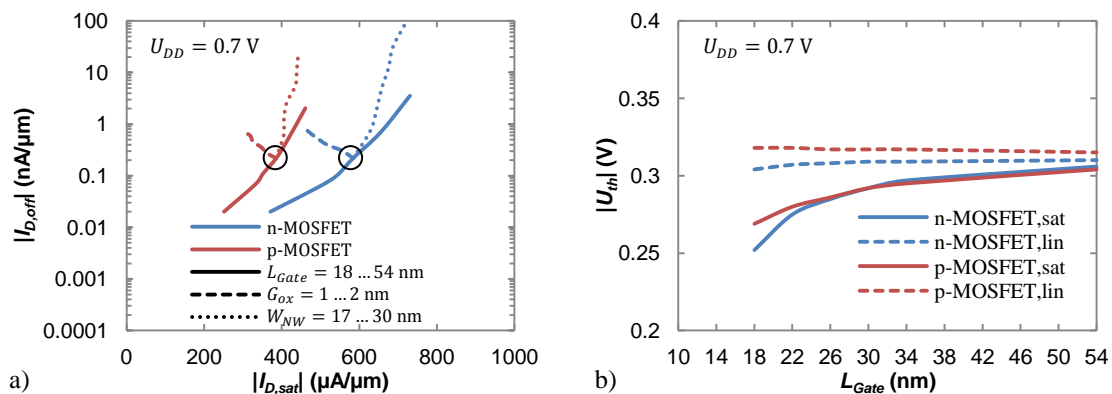 U_DD = 0.7 V
100
10
1
0.1
0.01
0.001
0.0001
|I_D,off| (nA/µm)
n-MOSFET
p-MOSFET
L_Gate = 18 … 54 nm
G_ox = 1 … 2 nm
W_NW = 17 … 30 nm
0 200 400 600 800 1000
|I_D,sat| (µA/µm)
a)
U_DD = 0.7 V
0.4
0.35
0.3
0.25
0.2
|U_th| (V)
n-MOSFET,sat
n-MOSFET,lin
p-MOSFET,sat
p-MOSFET,lin
10 14 18 22 26 30 34 38 42 46 50 54
L_Gate (nm)
b)